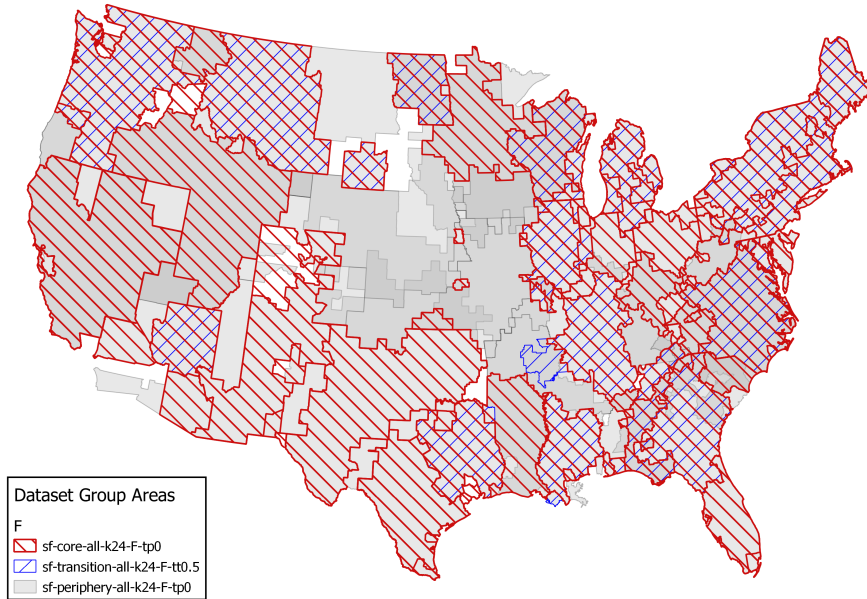 Dataset Group Areas
F
sf-core-all-k24-F-tp0
sf-transition-all-k24-F-tt0.5
sf-periphery-all-k24-F-tp0